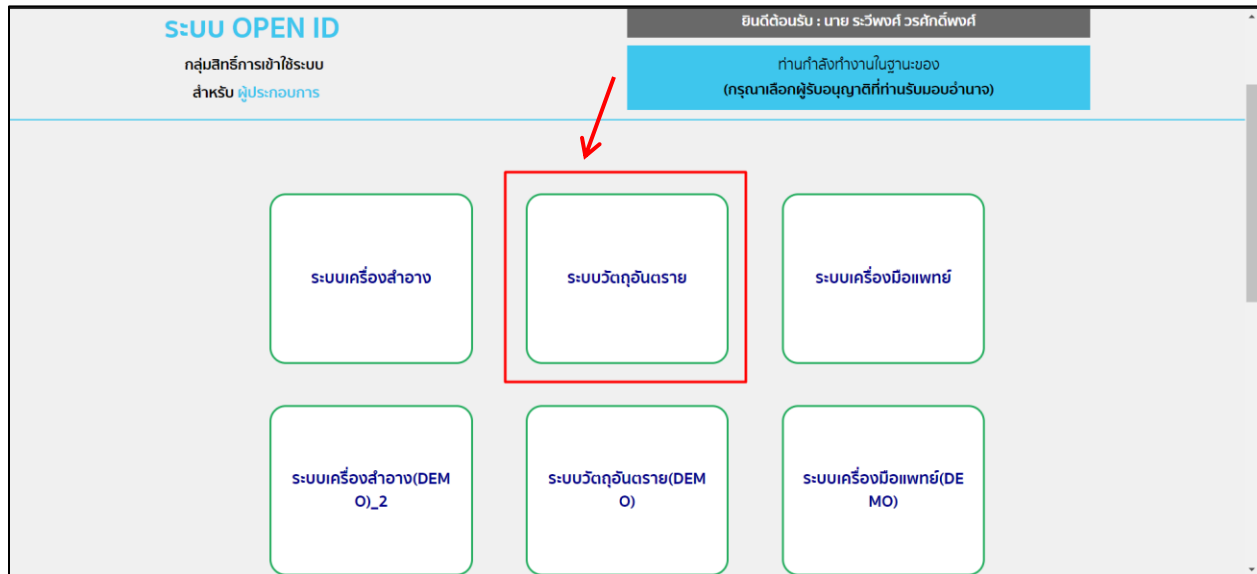 ระบบ OPEN ID
กลุ่มสิทธิ์การเข้าใช้ระบบ
สำหรับ ผู้ประกอบการ
ยินดีต้อนรับ : นาย ระวีพงศ์ วรศักดิ์พงศ์
ท่านกำลังทำงานในฐานะของ
(กรุณาเลือกผู้รับอนุญาติที่ท่านรับมอบอำนาจ)
ระบบเครื่องสำอาง
ระบบวัตถุอันตราย
ระบบเครื่องมือแพทย์
ระบบเครื่องสำอาง(DEM
O)_2
ระบบวัตถุอันตราย(DEM
O)
ระบบเครื่องมือแพทย์(DE
MO)